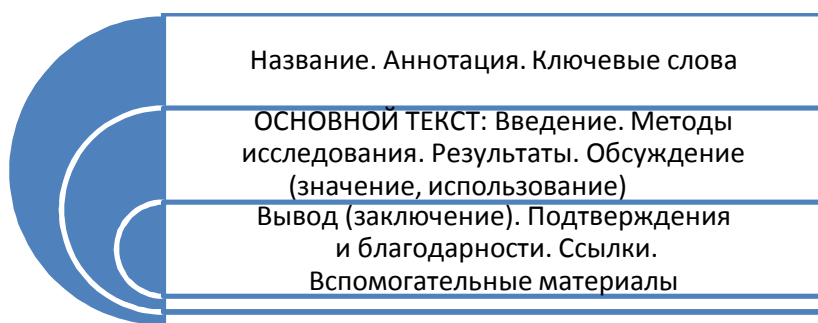 Название. Аннотация. Ключевые слова
ОСНОВНОЙ ТЕКСТ: Введение. Методы
исследования. Результаты. Обсуждение
(значение, использование)
Вывод (заключение). Подтверждения
и благодарности. Ссылки.
Вспомогательные материалы